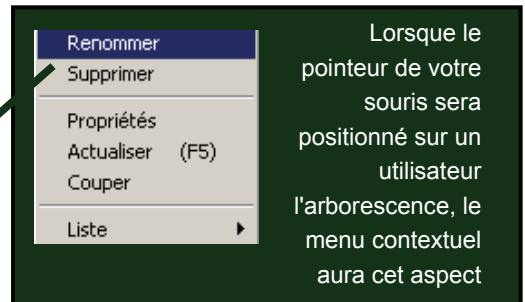 Renommer
Supprimer
Propriétés
Actualiser (F5)
Couper
Liste
Lorsque le
pointeur de votre
souris sera
positionné sur un
utilisateur
l'arborescence, le
menu contextuel
aura cet aspect